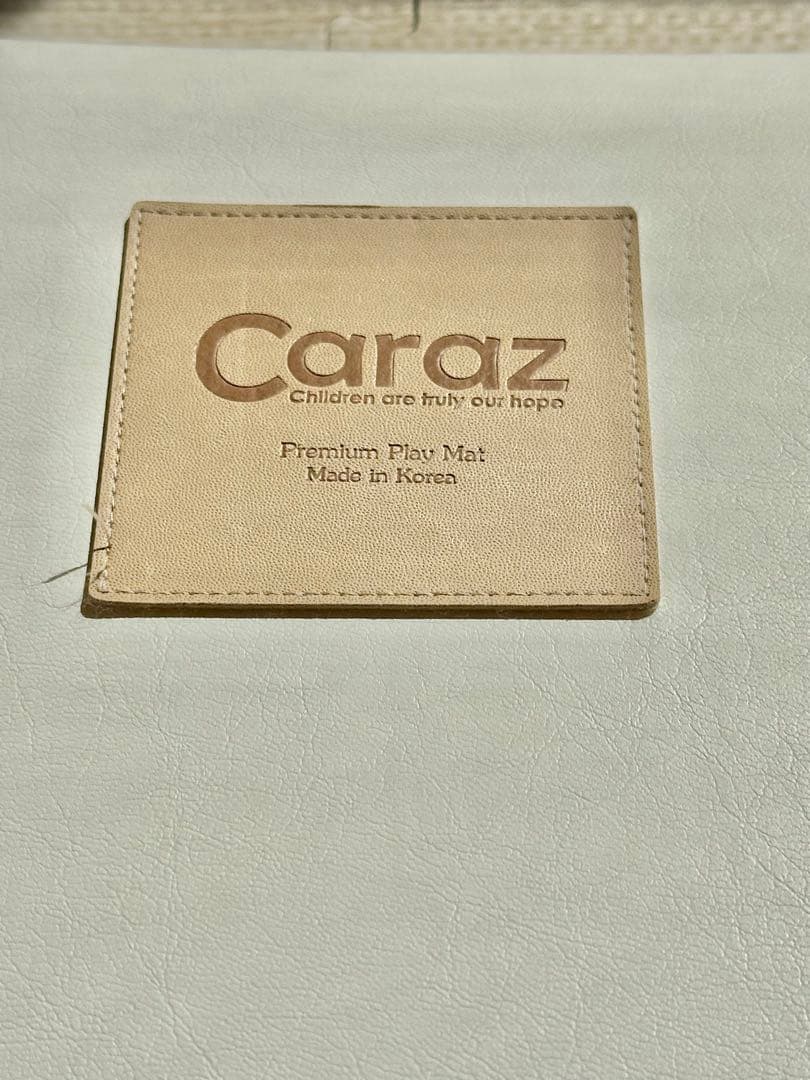 Caraz
Children are truly our hope
Premium Play Mat
Made in Korea